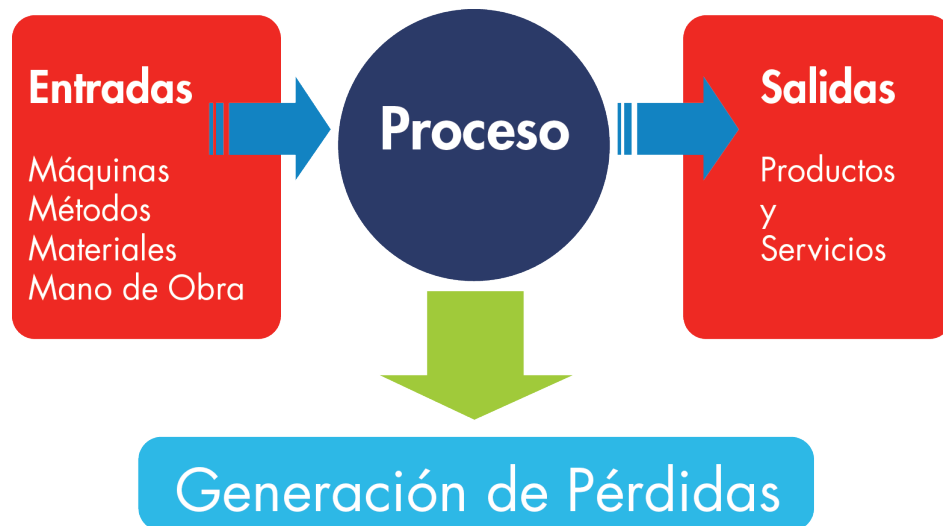 Entradas
Máquinas
Métodos
Materiales
Mano de Obra
Proceso
Salidas
Productos
y
Servicios
Generación de Pérdidas